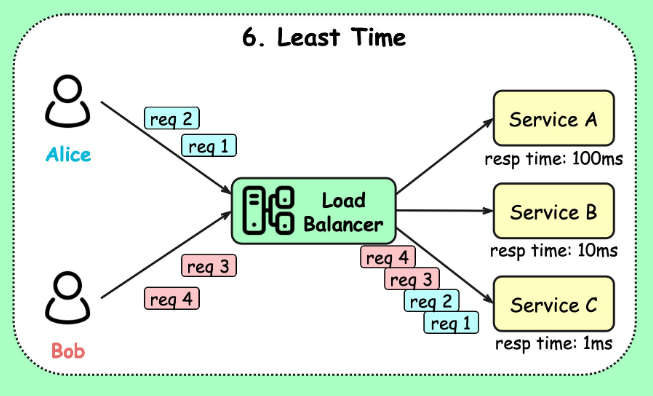 6. Least Time
req 2
req 1
Alice
Load
Balancer
req 3
req 4
Bob
req 4
req 3
req 2
req 1
Service A
resp time: 100ms
Service B
resp time: 10ms
Service C
resp time: 1ms